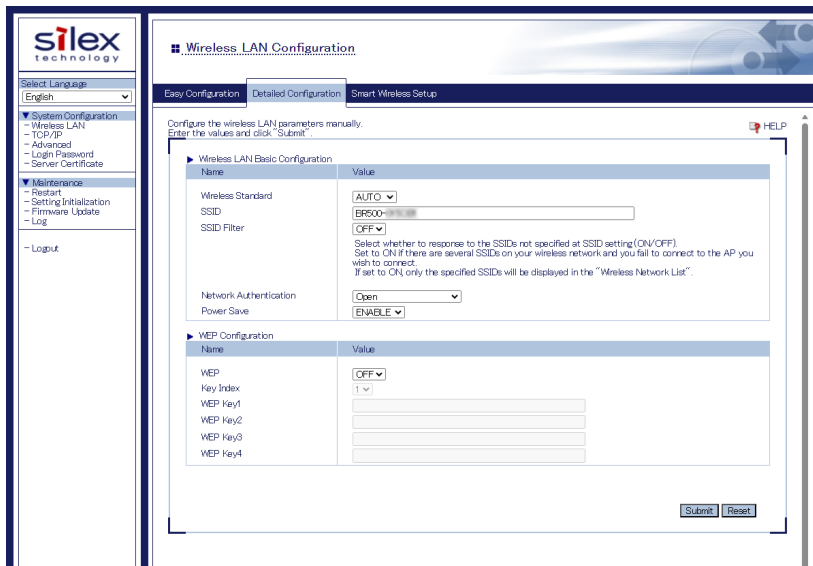 silex
technology
Wireless LAN Configuration
Select Language
English
Easy Configuration Detailed Configuration Smart Wireless Setup
▼ System Configuration
- Wireless LAN
- TCP/IP
- Advanced
- Login Password
- Server Certificate
▼ Maintenance
- Restart
- Setting Initialization
- Firmware Update
- Log
- Logout
Configure the wireless LAN parameters manually.
Enter the values and click "Submit".
HELP
Wireless LAN Basic Configuration
Name Value
Wireless Standard AUTO
SSID BR500-
SSID Filter OFF
Select whether to response to the SSIDs not specified at SSID setting(ON/OFF).
Set to ON if there are several SSIDs on your wireless network and you fail to connect to the AP you
wish to connect.
If set to ON, only the specified SSIDs will be displayed in the "Wireless Network List".
Network Authentication Open
Power Save ENABLE
WEP Configuration
Name Value
WEP OFF
Key Index 1
WEP Key1
WEP Key2
WEP Key3
WEP Key4
Submit Reset